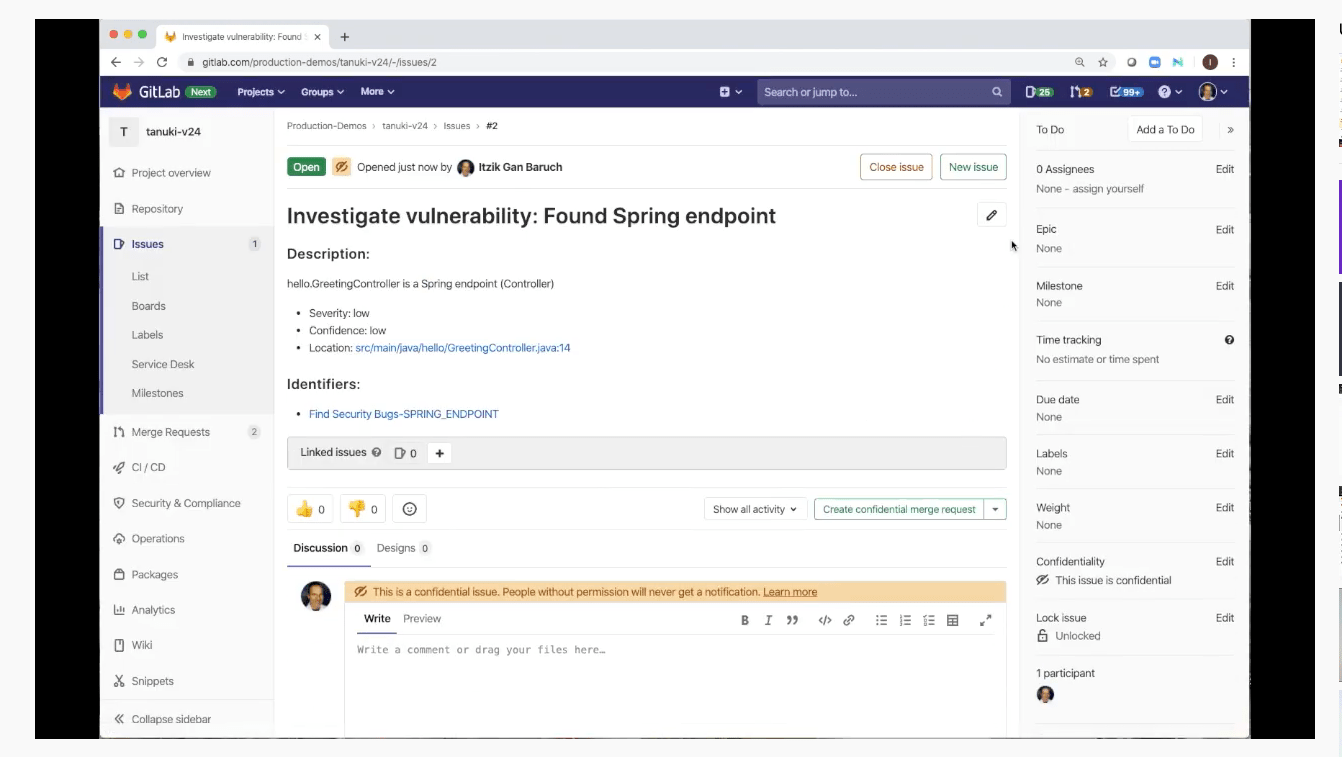 Investigate vulnerability: Found
gitlab.com/production-demos/tanuki-v24/-/issues/2
GitLab Next Projects Groups More Search or jump to... 25 2 99+
T tanuki-v24
Project overview
Repository
Issues 1
List
Boards
Labels
Service Desk
Milestones
Merge Requests 2
CI / CD
Security & Compliance
Operations
Packages
Analytics
Wiki
Snippets
Collapse sidebar
Production-Demos › tanuki-v24 › Issues › #2
Open Opened just now by Itzik Gan Baruch Close issue New issue
Investigate vulnerability: Found Spring endpoint
Description:
hello.GreetingController is a Spring endpoint (Controller)
• Severity: low
• Confidence: low
• Location: src/main/java/hello/GreetingController.java:14
Identifiers:
• Find Security Bugs-SPRING_ENDPOINT
Linked issues 0
0 0 Show all activity Create confidential merge request
Discussion 0 Designs 0
This is a confidential issue. People without permission will never get a notification. Learn more
Write Preview
Write a comment or drag your files here…
To Do Add a To Do »
0 Assignees Edit
None - assign yourself
Epic Edit
None
Milestone Edit
None
Time tracking
No estimate or time spent
Due date Edit
None
Labels Edit
None
Weight Edit
None
Confidentiality Edit
This issue is confidential
Lock issue Edit
Unlocked
1 participant